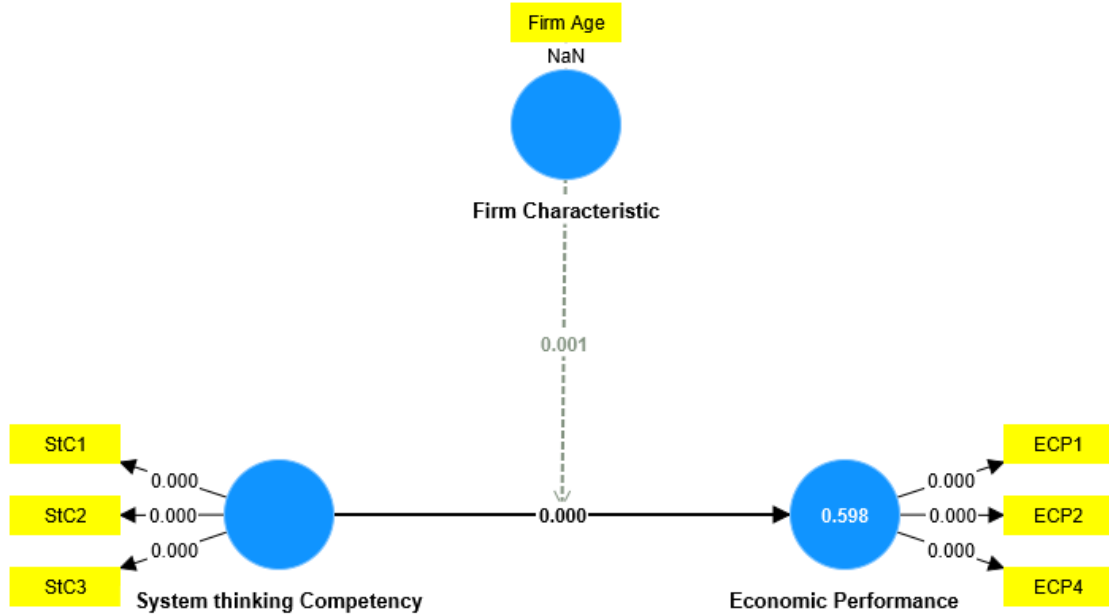 Firm Age
NaN
Firm Characteristic
0.001
StC1
0.000
StC2
0.000
StC3
0.000
System thinking Competency
0.000
0.598
Economic Performance
0.000
ECP1
0.000
ECP2
0.000
ECP4